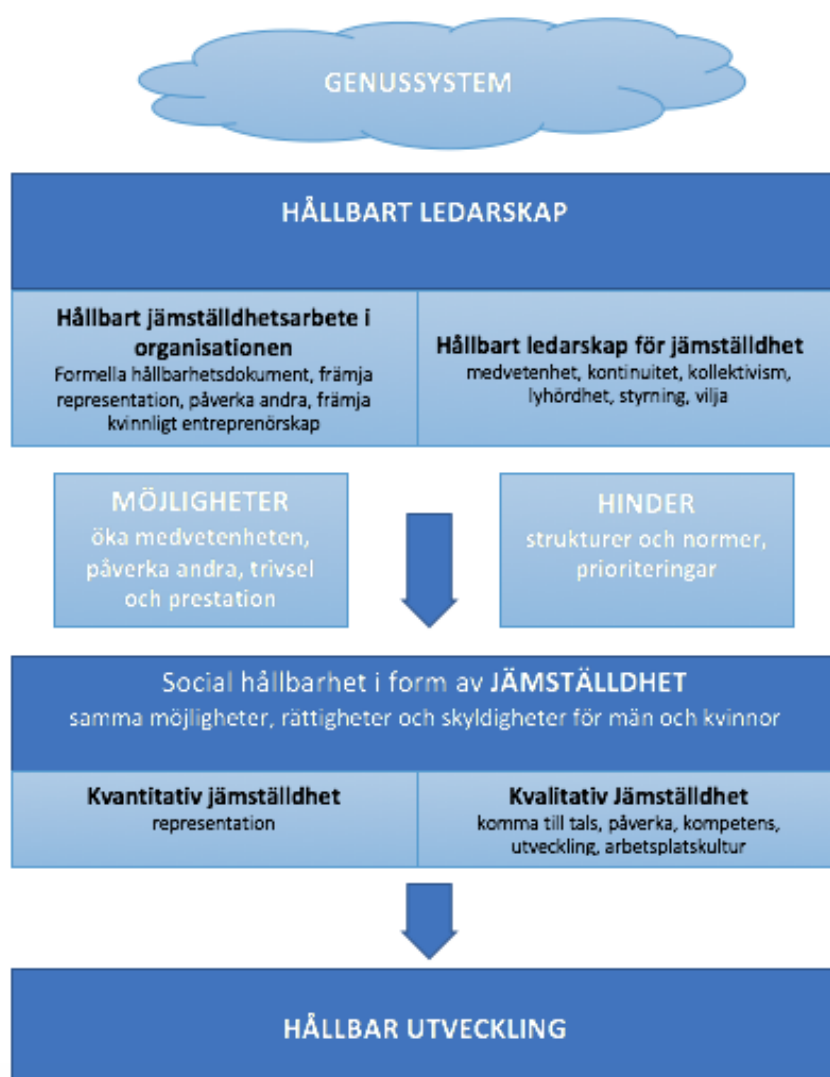 GENUSSYSTEM
HÅLLBART LEDARSKAP
Hållbart jämställdhetsarbete i
organisationen
Formella hållbarhetsdokument, främja
representation, påverka andra, främja
kvinnligt entreprenörskap
Hållbart ledarskap för jämställdhet
medvetenhet, kontinuitet, kollektivism,
lyhördhet, styrning, vilja
MÖJLIGHETER
öka medvetenheten,
påverka andra, trivsel
och prestation
HINDER
strukturer och normer,
prioriteringar
Social hållbarhet i form av JÄMSTÄLLDHET
samma möjligheter, rättigheter och skyldigheter för män och kvinnor
Kvantitativ jämställdhet
representation
Kvalitativ Jämställdhet
komma till tals, påverka, kompetens,
utveckling, arbetsplatskultur
HÅLLBAR UTVECKLING